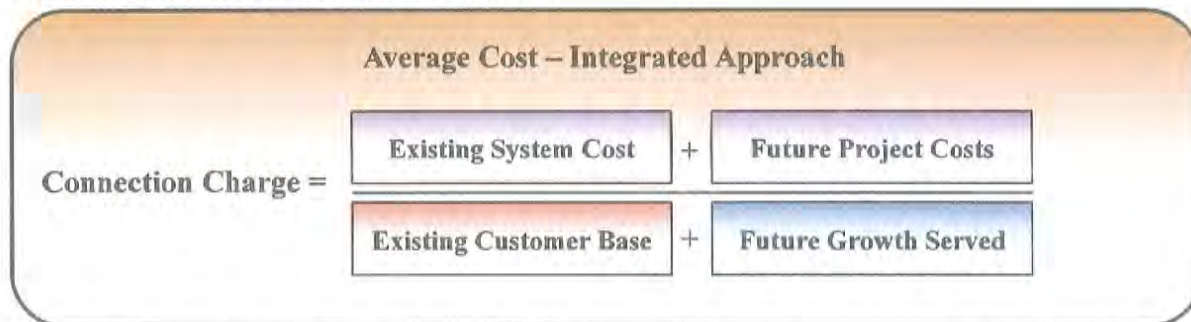 Average Cost – Integrated Approach
Existing System Cost + Future Project Costs
Connection Charge =
Existing Customer Base + Future Growth Served